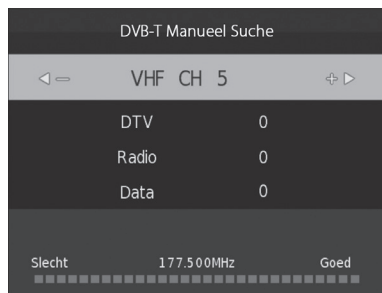 DVB-T Manueel Suche
VHF CH 5
DTV 0
Radio 0
Data 0
Slecht 177.500MHz Goed